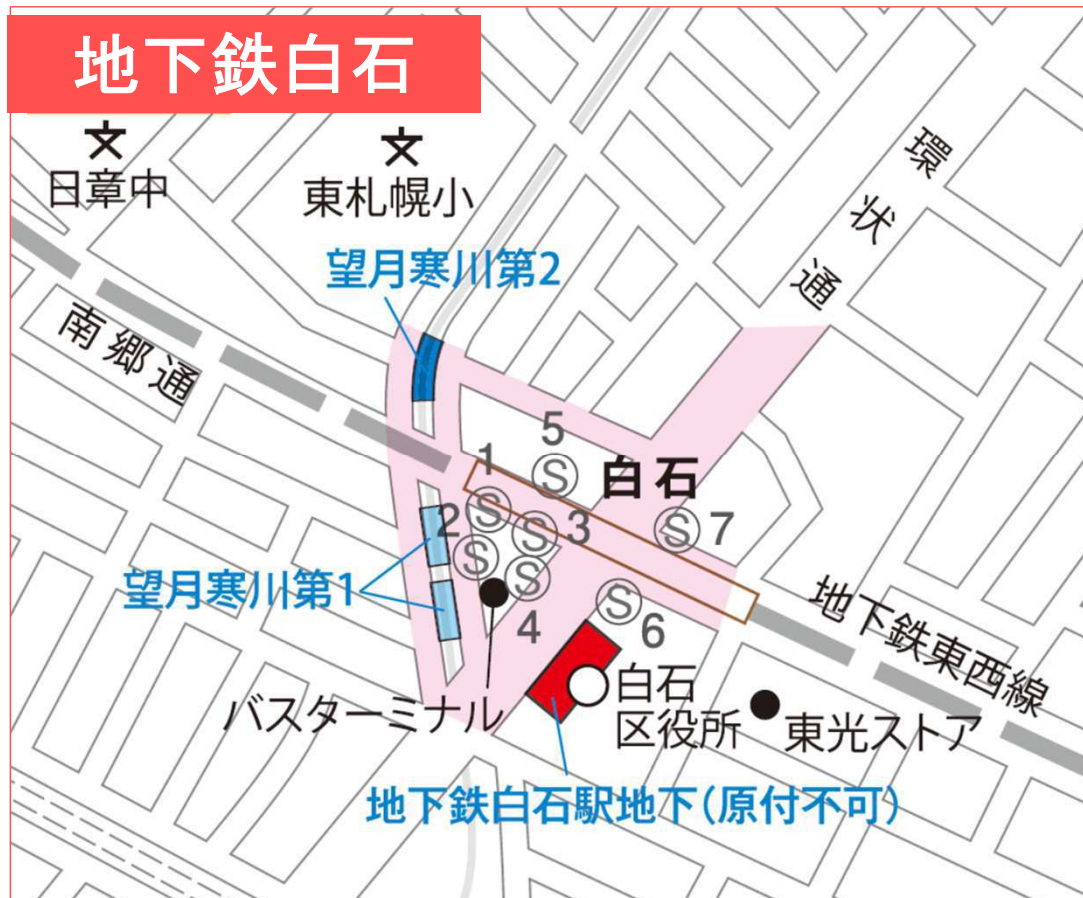 地下鉄白石
日章中
東札幌小
環状通
望月寒川第2
南郷通
5
1
白石
S
S
2
S
3
S
7
S
S
望月寒川第1
S
4
6
地下鉄東西線
バスターミナル
白石
区役所
東光ストア
地下鉄白石駅地下(原付不可)